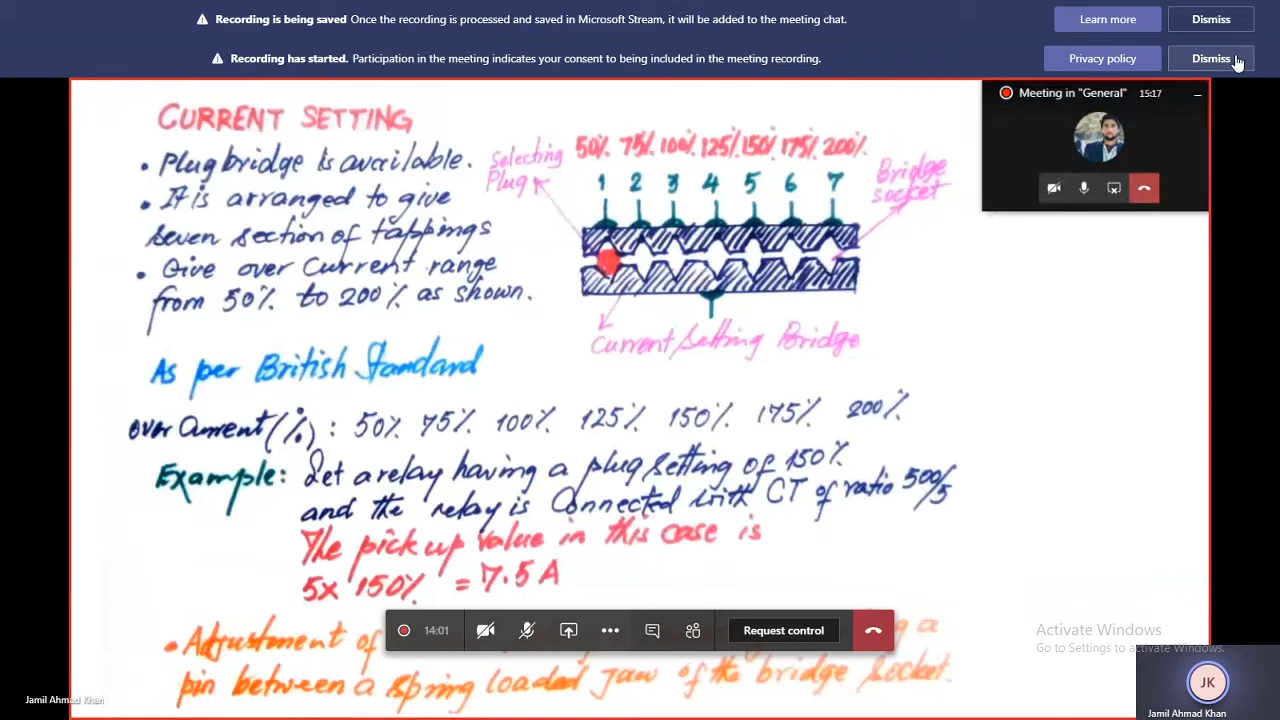 Recording is being saved Once the recording is processed and saved in Microsoft Stream, it will be added to the meeting chat.
Learn more
Dismiss
Recording has started. Participation in the meeting indicates your consent to being included in the meeting recording.
Privacy policy
Dismiss
Meeting in "General"
15:17
CURRENT SETTING
• Plug bridge is available.
• It is arranged to give
seven section of tappings
• Give over current range
from 50% to 200% as shown.
Selecting
Plug
50% 75% 100% 125% 150% 175% 200%
1 2 3 4 5 6 7
Bridge
socket
Current Setting Bridge
As per British Standard
over Current (%) : 50% 75% 100% 125% 150% 175% 200%
Example: Let a relay having a plug setting of 150%
and the relay is Connected with CT of ratio 500/5
The pick up value in this case is
5x 150% = 7.5 A
14:01
Request control
• Adjustment of
a
pin between a spring loaded jaw of the bridge Socket.
Activate Windows
Go to Settings to activate Windows.
Jamil Ahmad Khan
JK
Jamil Ahmad Khan